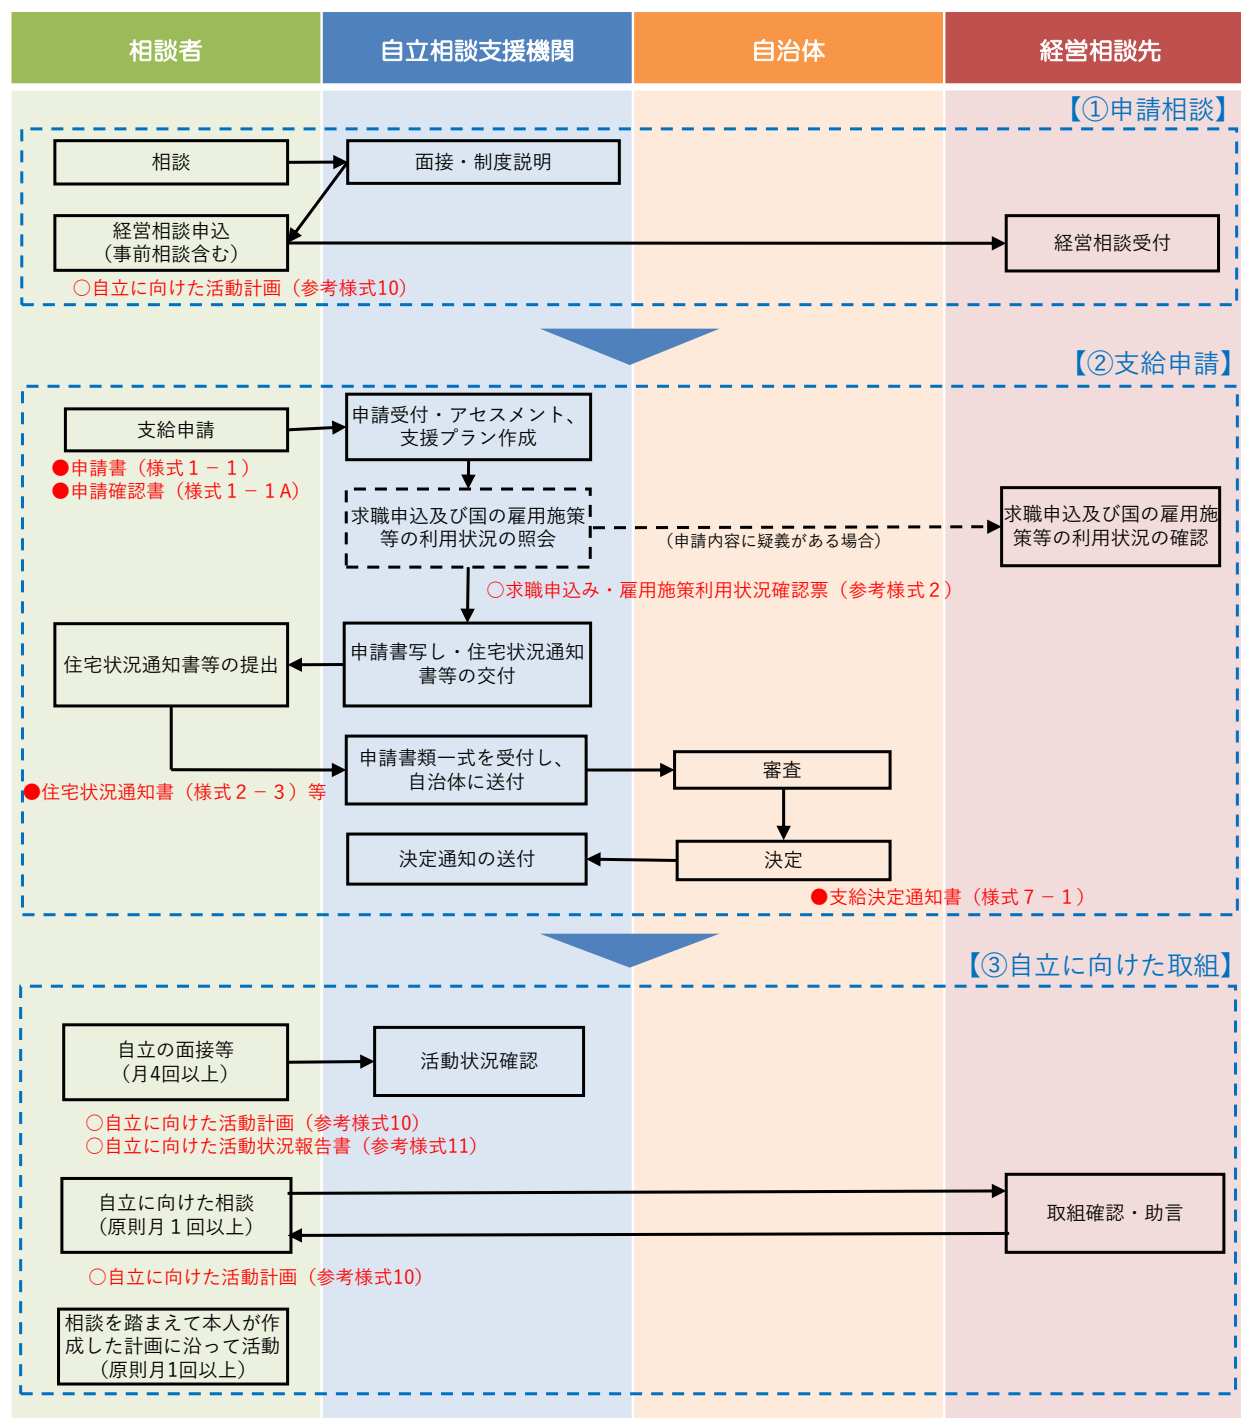 相談者
自立相談支援機関
自治体
経営相談先
【①申請相談】
相談
面接・制度説明
経営相談申込
（事前相談含む）
経営相談受付
○自立に向けた活動計画（参考様式10）
【②支給申請】
支給申請
申請受付・アセスメント、
支援プラン作成
●申請書（様式１－１）
●申請確認書（様式１－１A）
求職申込及び国の雇用施策
等の利用状況の照会
（申請内容に疑義がある場合）
求職申込及び国の雇用施
策等の利用状況の確認
○求職申込み・雇用施策利用状況確認票（参考様式２）
住宅状況通知書等の提出
申請書写し・住宅状況通知
書等の交付
申請書類一式を受付し、
自治体に送付
審査
●住宅状況通知書（様式２－３）等
決定通知の送付
決定
●支給決定通知書（様式７－１）
【③自立に向けた取組】
自立の面接等
（月4回以上）
活動状況確認
○自立に向けた活動計画（参考様式10）
○自立に向けた活動状況報告書（参考様式11）
自立に向けた相談
（原則月１回以上）
取組確認・助言
○自立に向けた活動計画（参考様式10）
相談を踏まえて本人が作
成した計画に沿って活動
（原則月1回以上）